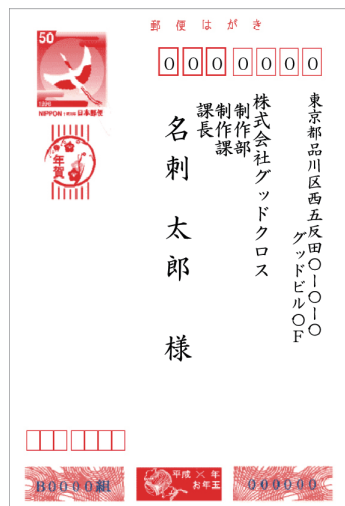 郵便はがき
50
NIPPON
日本郵便
年賀
0000000
東京都品川区西五反田〇ー〇ー〇
グッドビル〇F
株式会社グッドクロス
制作部
制作課
課長
名刺 太郎 様
B0000組
平成×年
お年玉
000000